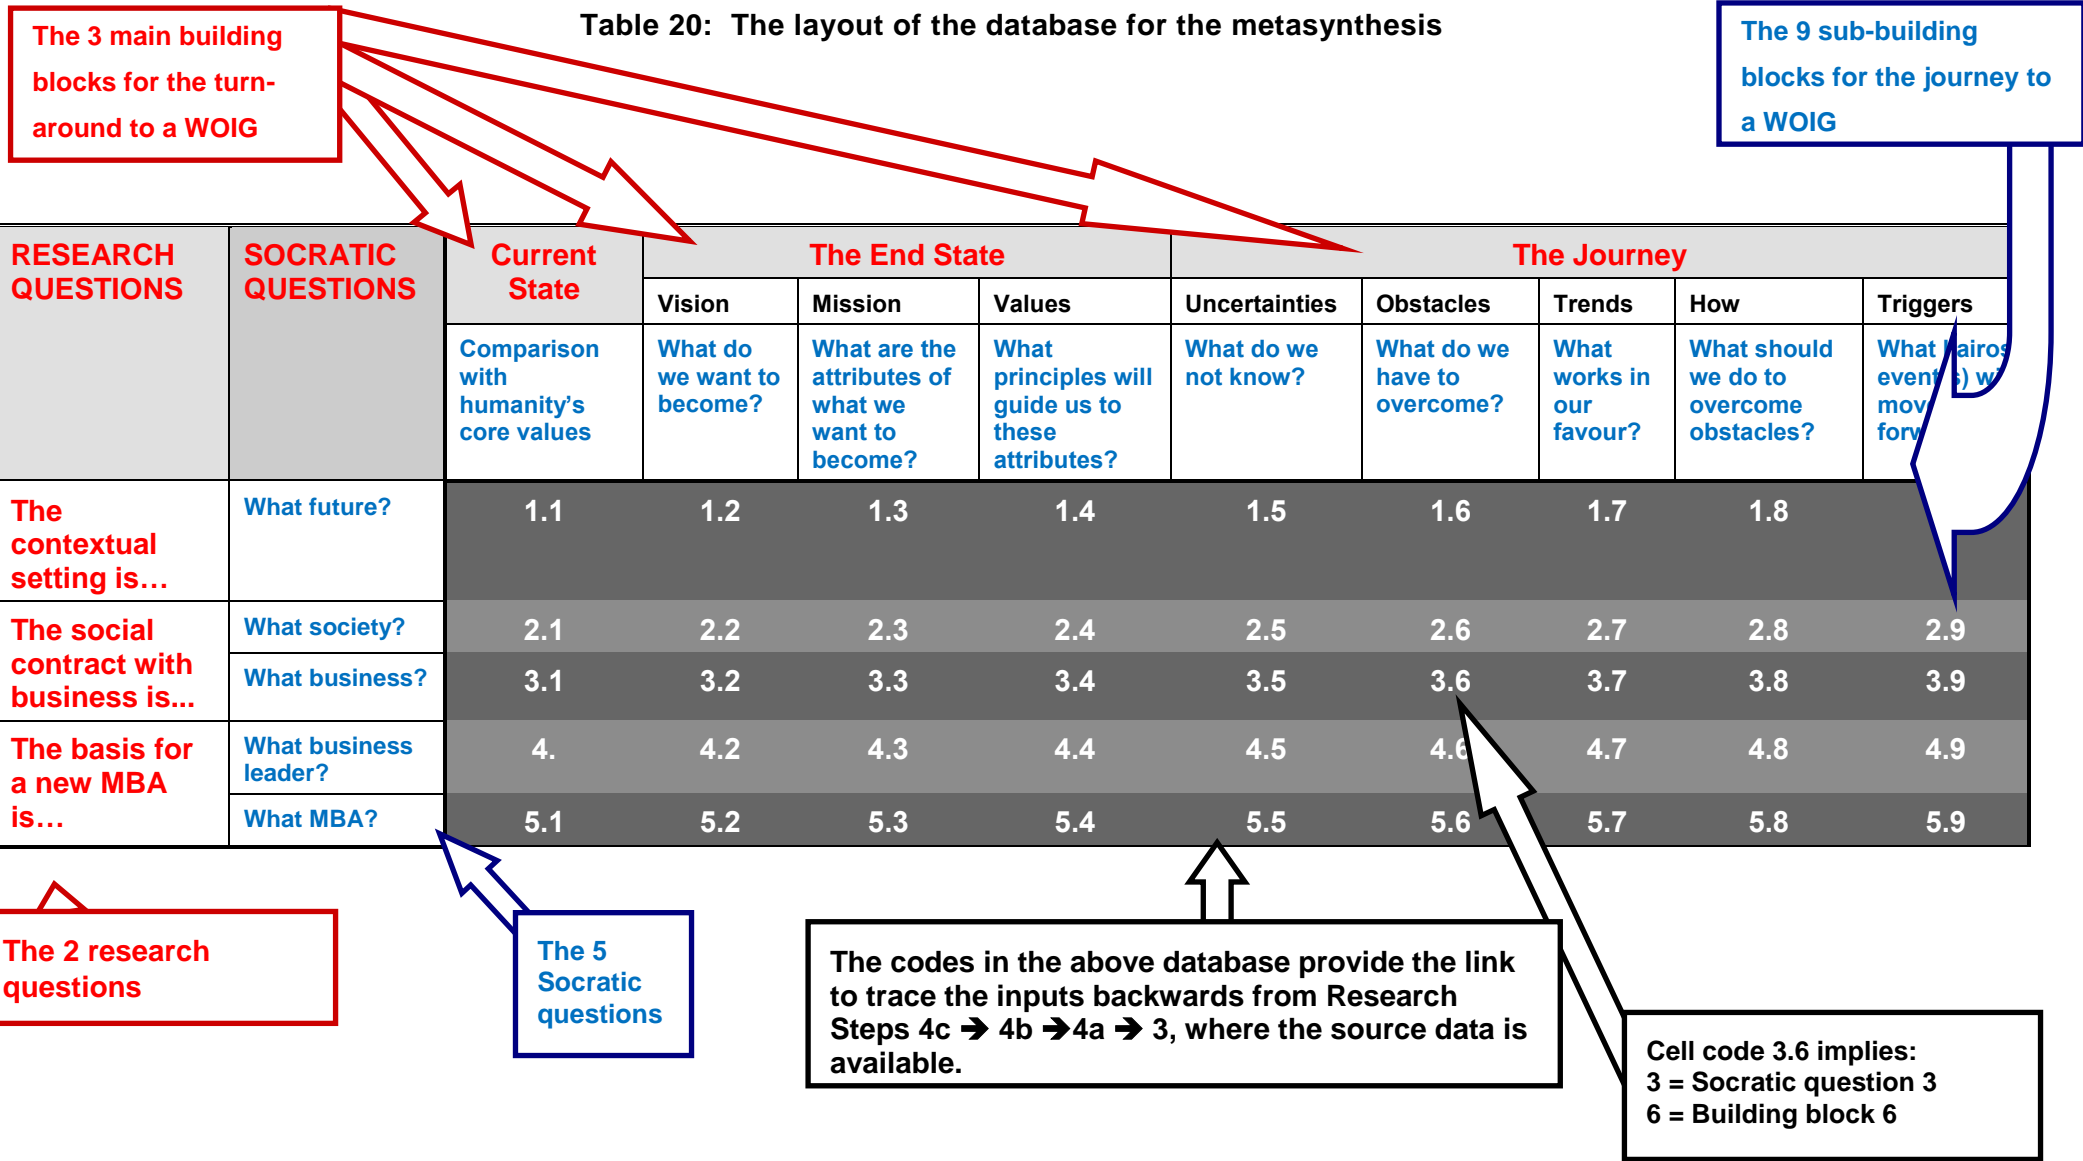 Table 20: The layout of the database for the metasynthesis
The 3 main building
blocks for the turn-
around to a WOIG
The 9 sub-building
blocks for the journey to
a WOIG
RESEARCH
QUESTIONS
SOCRATIC
QUESTIONS
Current
State
The End State
The Journey
Vision
Mission
Values
Uncertainties
Obstacles
Trends
How
Triggers
Comparison
with
humanity's
core values
What do
we want to
become?
What are the
attributes of
what we
want to
become?
What
principles will
guide us to
these
attributes?
What do we
not know?
What do we
have to
overcome?
What
works in
our
favour?
What should
we do to
overcome
obstacles?
What
The
contextual
setting is…
What future?
1.1 1.2 1.3 1.4 1.5 1.6 1.7 1.8
The social
contract with
business is...
What society?
2.1 2.2 2.3 2.4 2.5 2.6 2.7 2.8 2.9
What business?
3.1 3.2 3.3 3.4 3.5 3.6 3.7 3.8 3.9
The basis for
a new MBA
is…
What business
leader?
4. 4.2 4.3 4.4 4.5 4.6 4.7 4.8 4.9
What MBA?
5.1 5.2 5.3 5.4 5.5 5.6 5.7 5.8 5.9
The 2 research
questions
The 5
Socratic
questions
The codes in the above database provide the link
to trace the inputs backwards from Research
Steps 4c ➔ 4b ➔4a ➔ 3, where the source data is
available.
Cell code 3.6 implies:
3 = Socratic question 3
6 = Building block 6